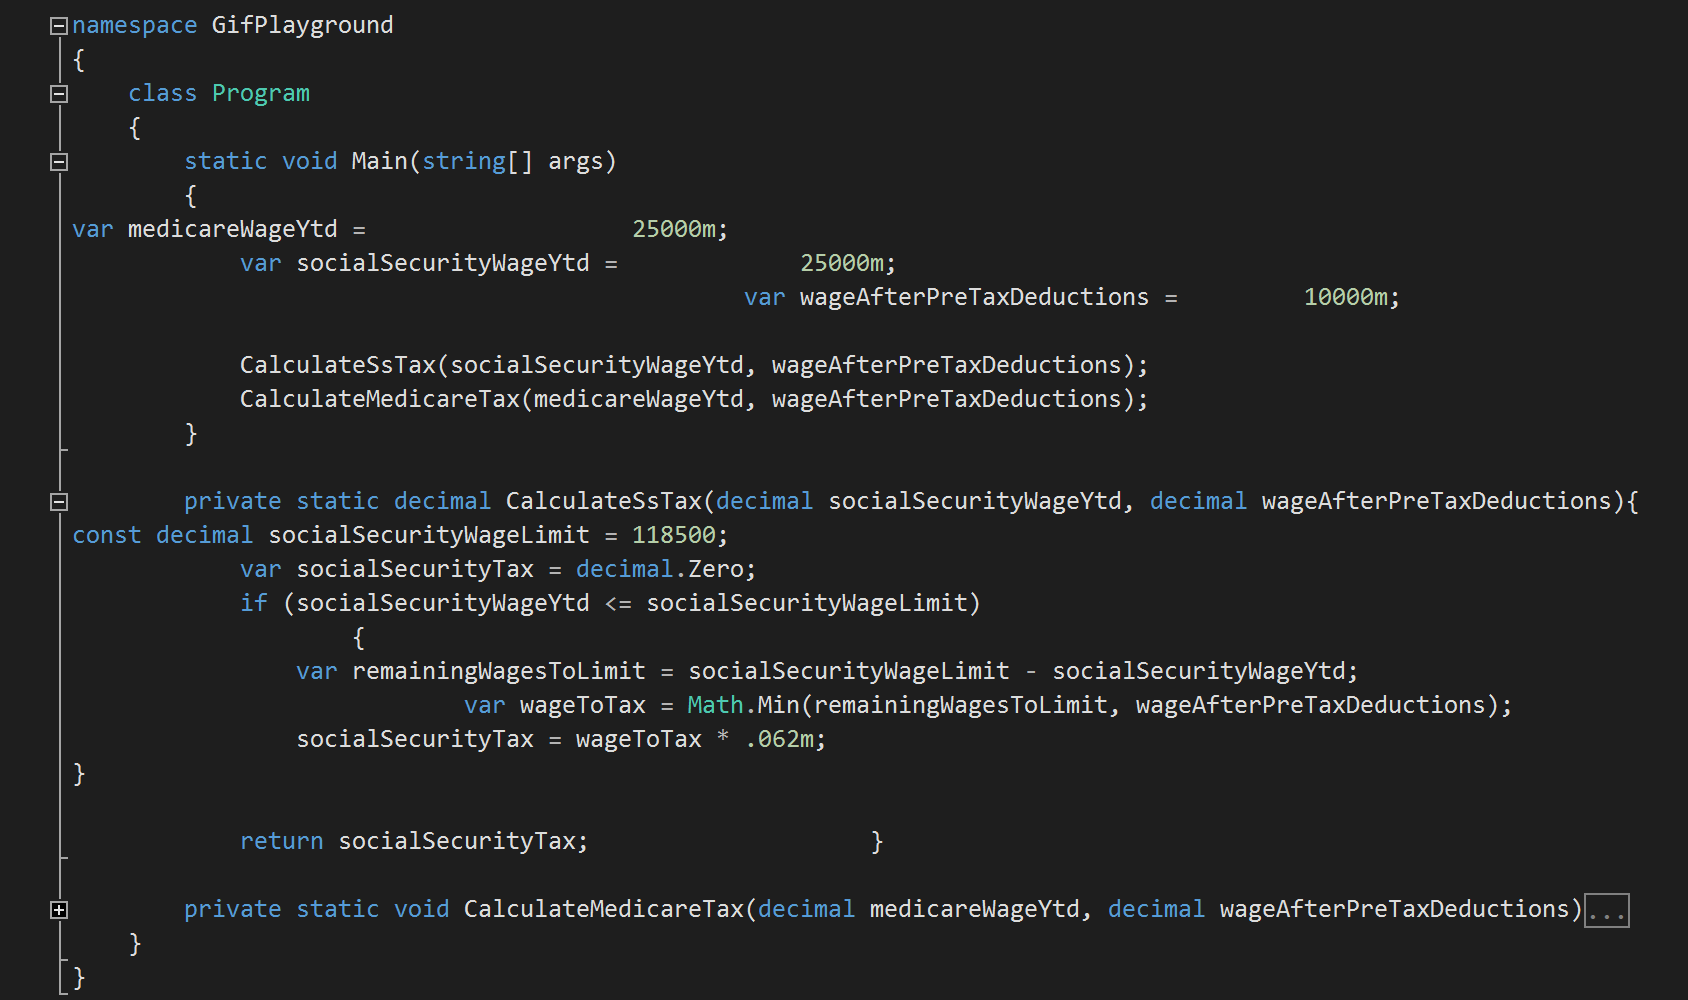 namespace GifPlayground
{
    class Program
    {
        static void Main(string[] args)
        {
var medicareWageYtd =                   25000m;
            var socialSecurityWageYtd =             25000m;
                                                var wageAfterPreTaxDeductions =         10000m;

            CalculateSsTax(socialSecurityWageYtd, wageAfterPreTaxDeductions);
            CalculateMedicareTax(medicareWageYtd, wageAfterPreTaxDeductions);
        }

        private static decimal CalculateSsTax(decimal socialSecurityWageYtd, decimal wageAfterPreTaxDeductions){
const decimal socialSecurityWageLimit = 118500;
            var socialSecurityTax = decimal.Zero;
            if (socialSecurityWageYtd <= socialSecurityWageLimit)
                    {
                var remainingWagesToLimit = socialSecurityWageLimit - socialSecurityWageYtd;
                            var wageToTax = Math.Min(remainingWagesToLimit, wageAfterPreTaxDeductions);
                socialSecurityTax = wageToTax * .062m;
}

            return socialSecurityTax;                    }

        private static void CalculateMedicareTax(decimal medicareWageYtd, decimal wageAfterPreTaxDeductions)...
    }
}